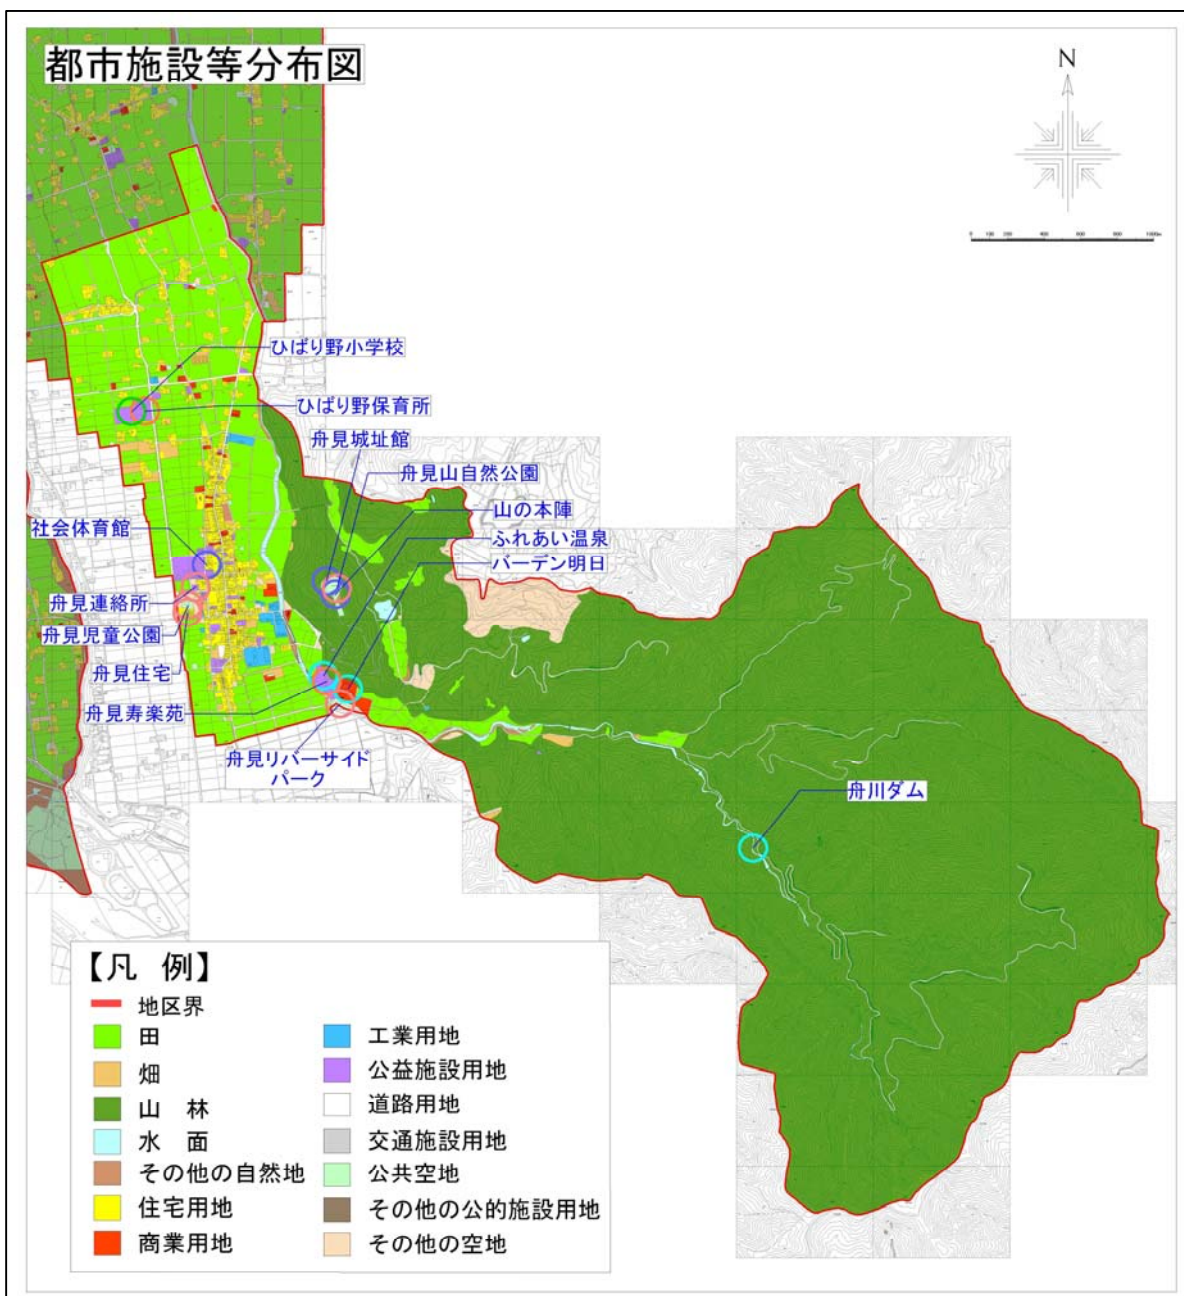 都市施設等分布図
N
0 100 200 400 600 800 1000m
ひばり野小学校
ひばり野保育所
舟見城址館
舟見山自然公園
山の本陣
ふれあい温泉
バーデン明日
社会体育館
舟見連絡所
舟見児童公園
舟見住宅
舟見寿楽苑
舟見リバーサイド
パーク
舟川ダム
【凡 例】
地区界
田
畑
山 林
水 面
その他の自然地
住宅用地
商業用地
工業用地
公益施設用地
道路用地
交通施設用地
公共空地
その他の公的施設用地
その他の空地